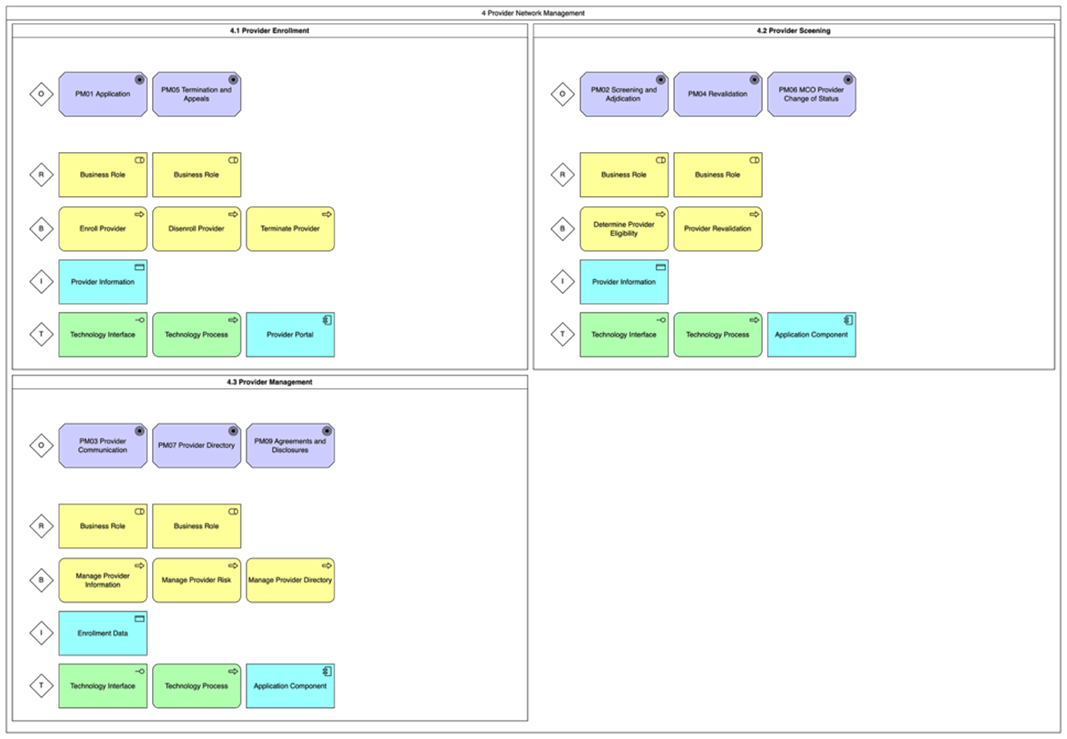 4 Provider Network Management
4.1 Provider Enrollment
O
PM01 Application
PM05 Termination and
Appeals
R
Business Role
Business Role
B
Enroll Provider
Disenroll Provider
Terminate Provider
I
Provider Information
T
Technology Interface
Technology Process
Provider Portal
4.2 Provider Sceening
O
PM02 Screening and
Adjdication
PM04 Revalidation
PM06 MCO Provider
Change of Status
R
Business Role
Business Role
B
Determine Provider
Eligibility
Provider Revalidation
I
Provider Information
T
Technology Interface
Technology Process
Application Component
4.3 Provider Management
O
PM03 Provider
Communication
PM07 Provider Directory
PM09 Agreements and
Disclosures
R
Business Role
Business Role
B
Manage Provider
Information
Manage Provider Risk
Manage Provider Directory
I
Enrollment Data
T
Technology Interface
Technology Process
Application Component